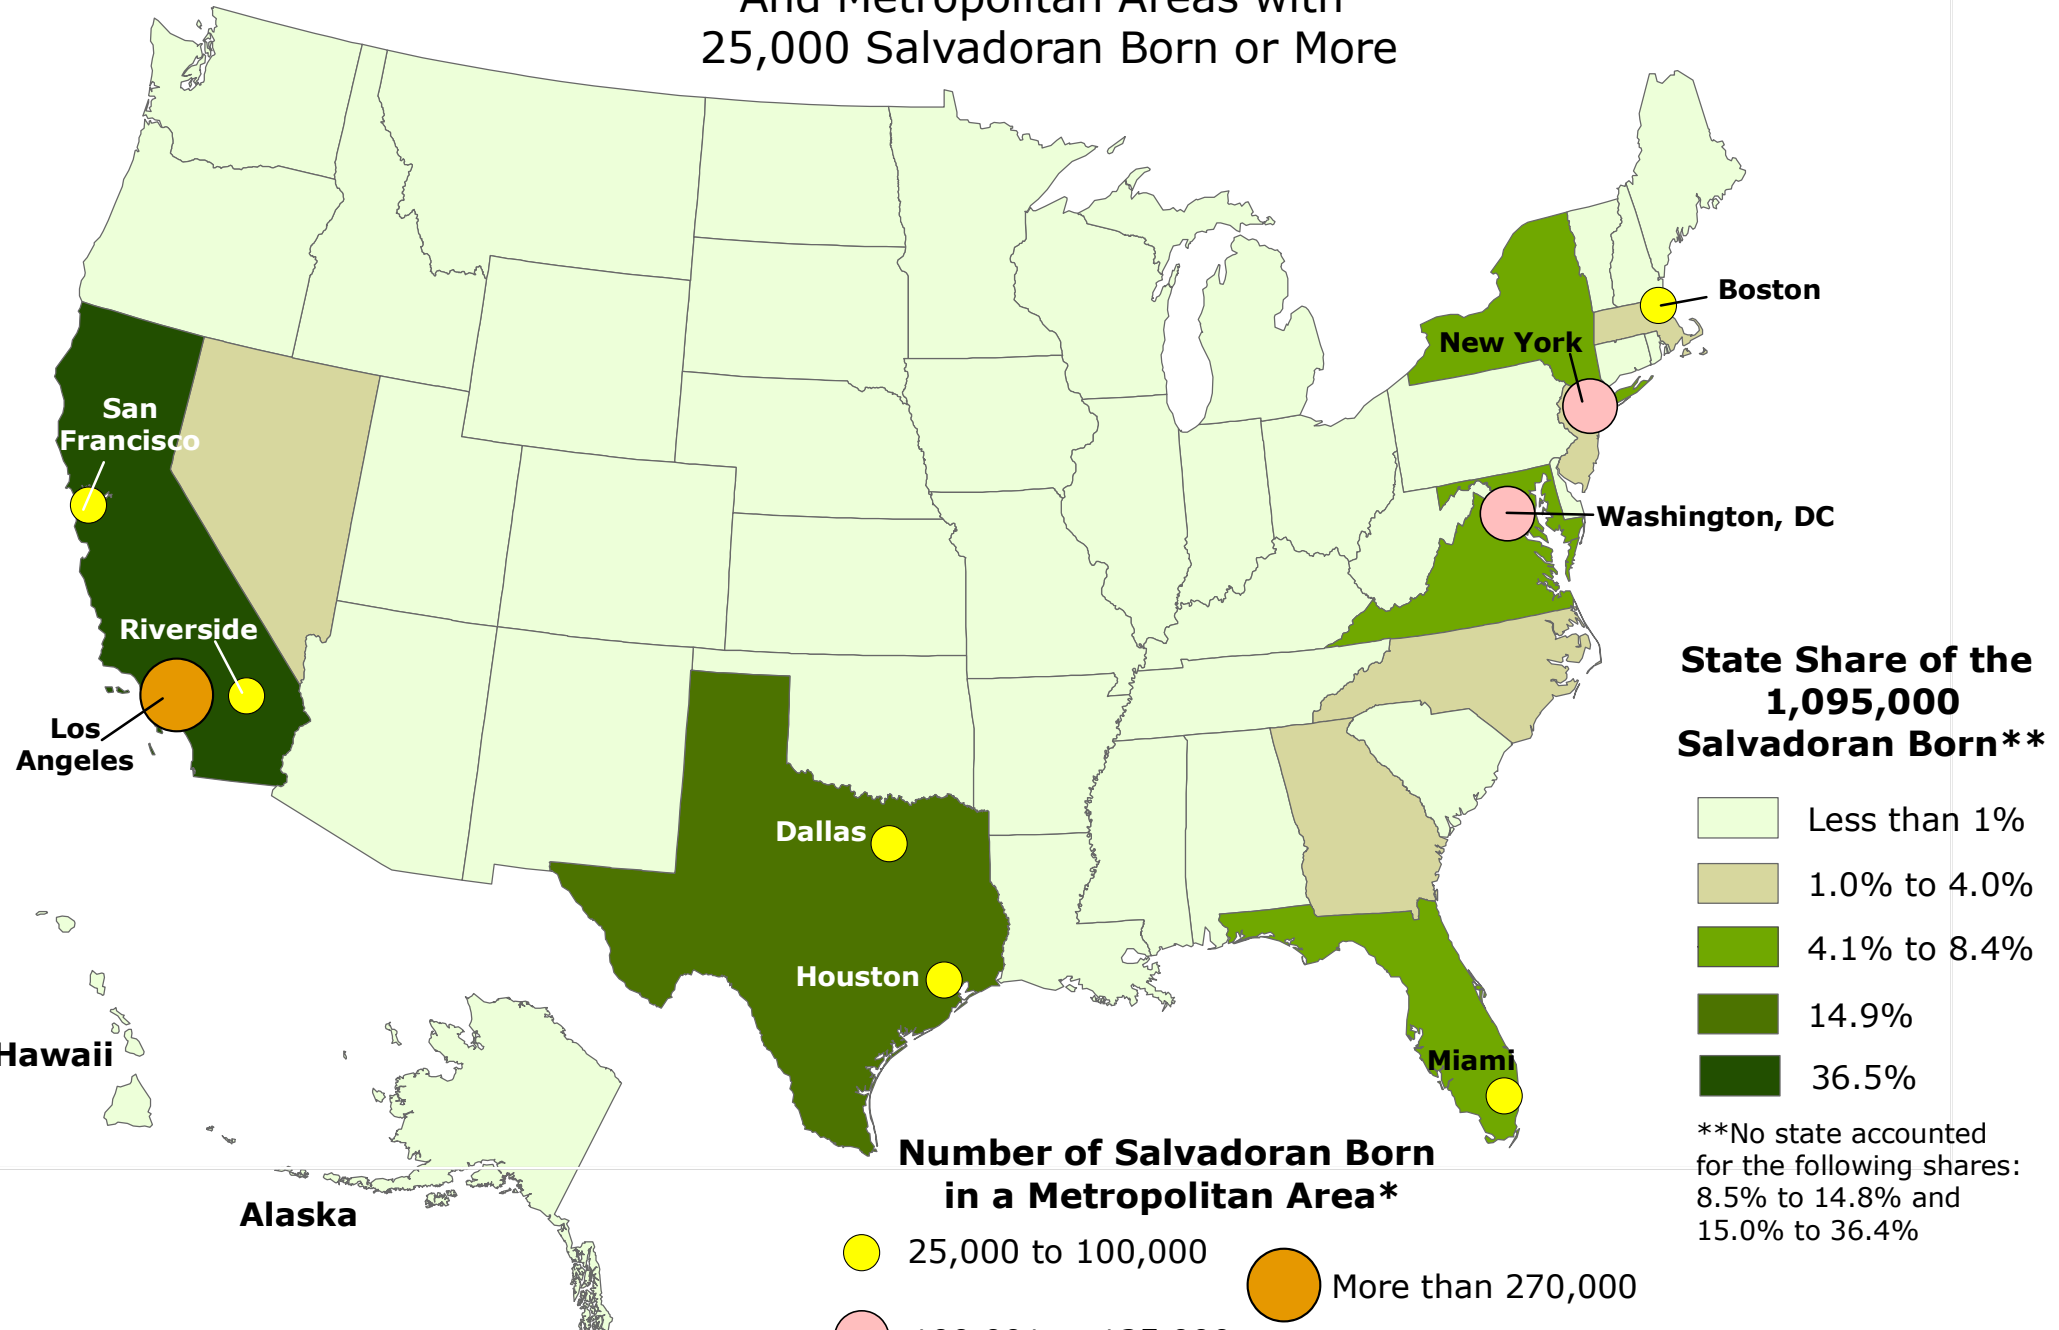 And Metropolitan Areas with
25,000 Salvadoran Born or More
Boston
New York
San
Francisco
Washington, DC
Riverside
Los
Angeles
Dallas
Houston
Miami
Hawaii
Alaska
State Share of the
1,095,000
Salvadoran Born**
Less than 1%
1.0% to 4.0%
4.1% to 8.4%
14.9%
36.5%
**No state accounted
for the following shares:
8.5% to 14.8% and
15.0% to 36.4%
Number of Salvadoran Born
in a Metropolitan Area*
25,000 to 100,000
More than 270,000